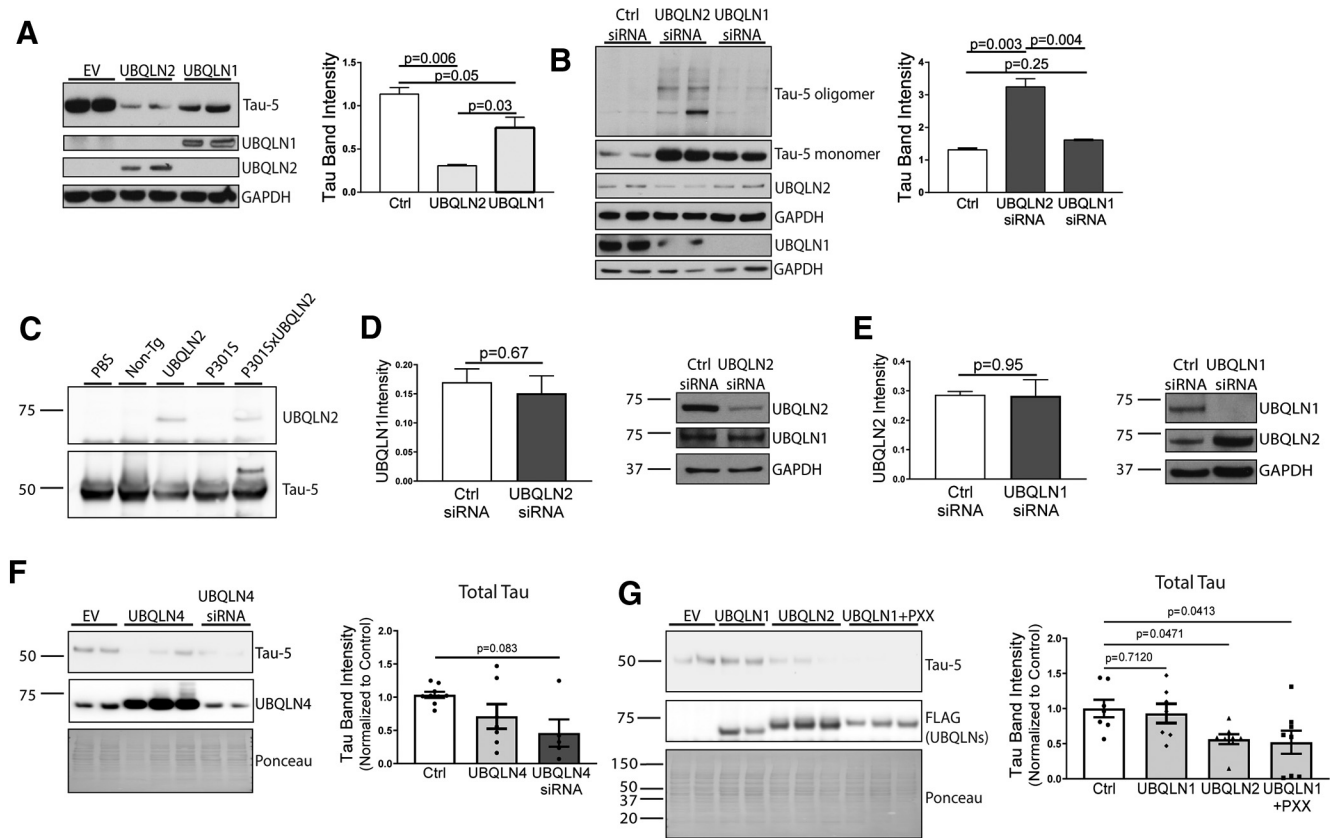 A
EV UBQLN2 UBQLN1
Tau-5
UBQLN1
UBQLN2
GAPDH
Tau Band Intensity
1.5
1.0
0.5
0.0
p=0.006
p=0.05
p=0.03
Ctrl UBQLN2 UBQLN1
B
Ctrl UBQLN2 UBQLN1
siRNA siRNA siRNA
Tau-5 oligomer
Tau-5 monomer
UBQLN2
GAPDH
UBQLN1
GAPDH
Tau Band Intensity
4
3
2
1
0
p=0.003 p=0.004
p=0.25
Ctrl UBQLN2 UBQLN1
siRNA siRNA
C
PBS Non-Tg UBQLN2 P301S P301SxUBQLN2
75
UBQLN2
50
Tau-5
D
UBQLN1Intensity
0.20
0.15
0.10
0.05
0.00
p=0.67
Ctrl UBQLN2
siRNA siRNA
Ctrl UBQLN2
siRNA siRNA
75
UBQLN2
75
UBQLN1
37
GAPDH
E
UBQLN2 Intensity
0.4
0.3
0.2
0.1
0.0
p=0.95
Ctrl UBQLN1
siRNA siRNA
Ctrl UBQLN1
siRNA siRNA
75
UBQLN1
75
UBQLN2
37
GAPDH
F
EV UBQLN4 UBQLN4
siRNA
50
Tau-5
75
UBQLN4
Ponceau
Total Tau
Tau Band Intensity
(Normalized to Control)
2.0
1.5
1.0
0.5
0.0
p=0.083
Ctrl UBQLN4 UBQLN4
siRNA
G
EV UBQLN1 UBQLN2 UBQLN1+PXX
50
Tau-5
75
FLAG
(UBQLNs)
150
50
37
20
Ponceau
Total Tau
Tau Band Intensity
(Normalized to Control)
2.0
1.5
1.0
0.5
0.0
p=0.0413
p=0.0471
p=0.7120
Ctrl UBQLN1 UBQLN2 UBQLN1
+PXX